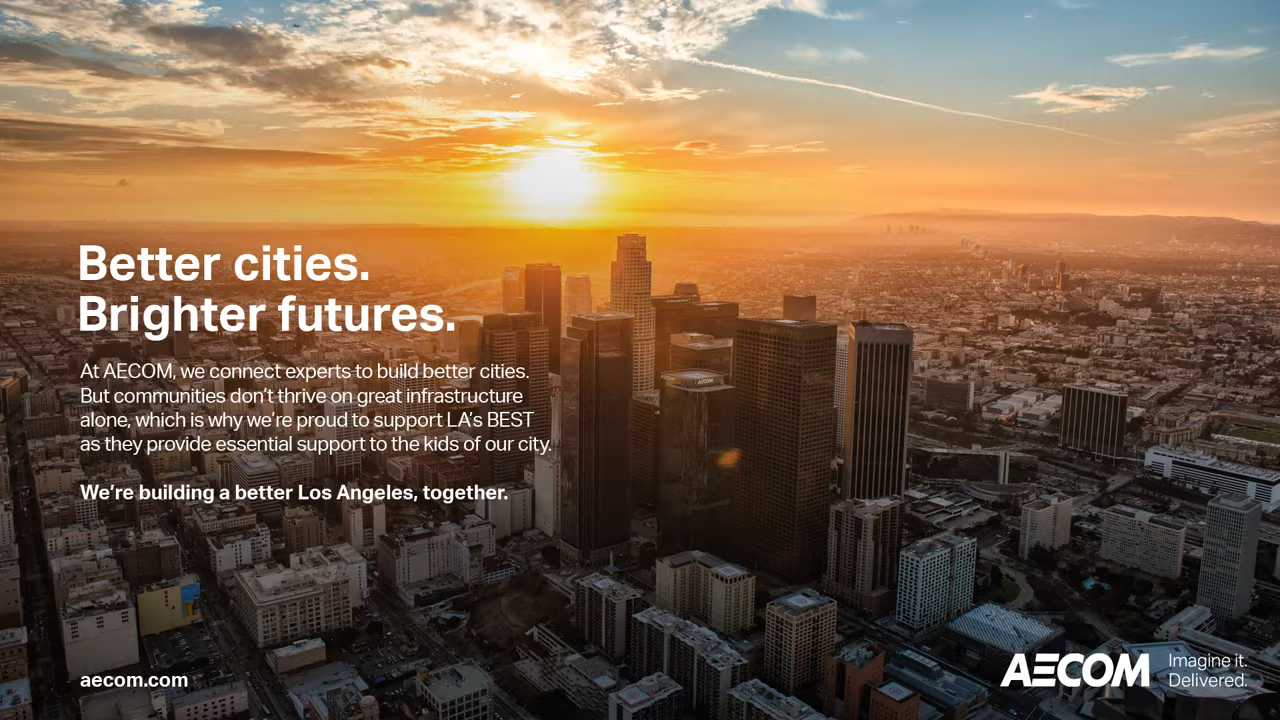 Better cities.
Brighter futures.
At AECOM, we connect experts to build better cities.
But communities don't thrive on great infrastructure
alone, which is why we're proud to support LA's BEST
as they provide essential support to the kids of our city.
We're building a better Los Angeles, together.
AECOM
aecom.com
AECOM
Imagine it.
Delivered.